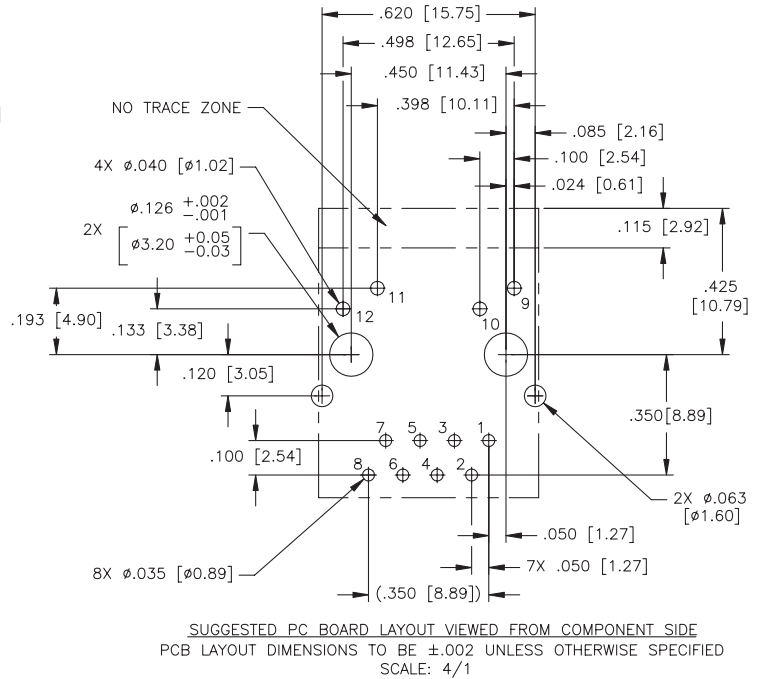 .620 [15.75]
.498 [12.65]
.450 [11.43]
.398 [10.11]
NO TRACE ZONE
.085 [2.16]
4X ø.040 [ø1.02]
.100 [2.54]
.024 [0.61]
ø.126 +.002 -.001
2X [ø3.20 +0.05 -0.03]
.115 [2.92]
.425
[10.79]
11
9
12
10
.193 [4.90]
.133 [3.38]
.120 [3.05]
.350[8.89]
7 5 3 1
.100 [2.54]
8 6 4 2
2X ø.063
[ø1.60]
.050 [1.27]
8X ø.035 [ø0.89]
7X .050 [1.27]
(.350 [8.89])
SUGGESTED PC BOARD LAYOUT VIEWED FROM COMPONENT SIDE
PCB LAYOUT DIMENSIONS TO BE ±.002 UNLESS OTHERWISE SPECIFIED
SCALE: 4/1